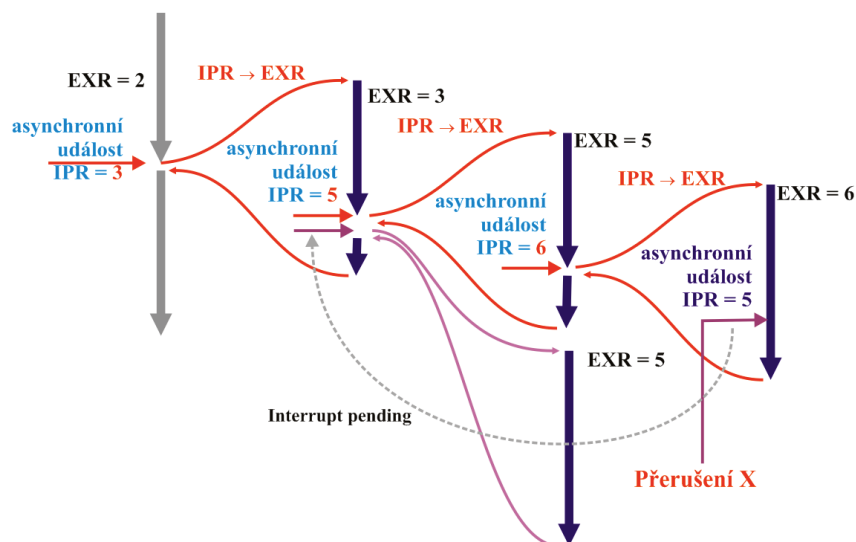 EXR = 2
IPR → EXR
EXR = 3
asynchronní
událost
IPR = 3
asynchronní
událost
IPR = 5
IPR → EXR
EXR = 5
asynchronní
událost
IPR = 6
IPR → EXR
EXR = 6
asynchronní
událost
IPR = 5
EXR = 5
Interrupt pending
Přerušení X